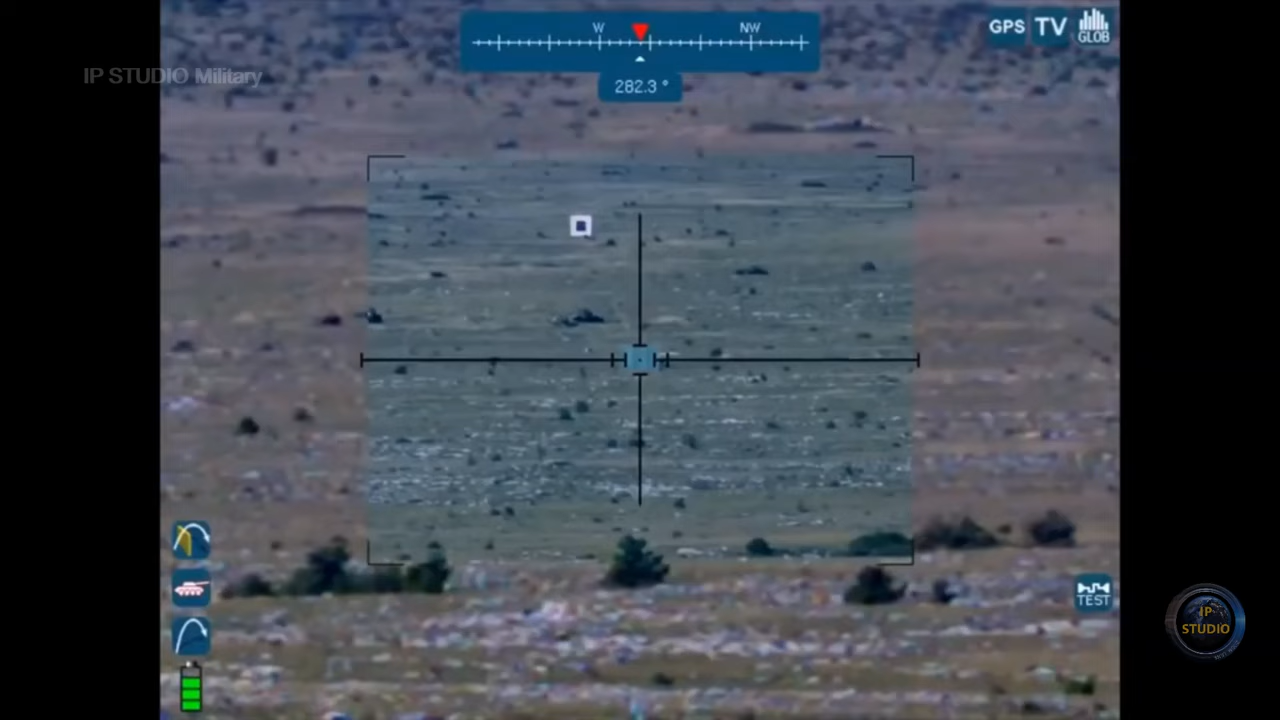 W NW
GPS TV
GLOB
IP STUDIO Military
282.3 °
TEST
IP
STUDIO